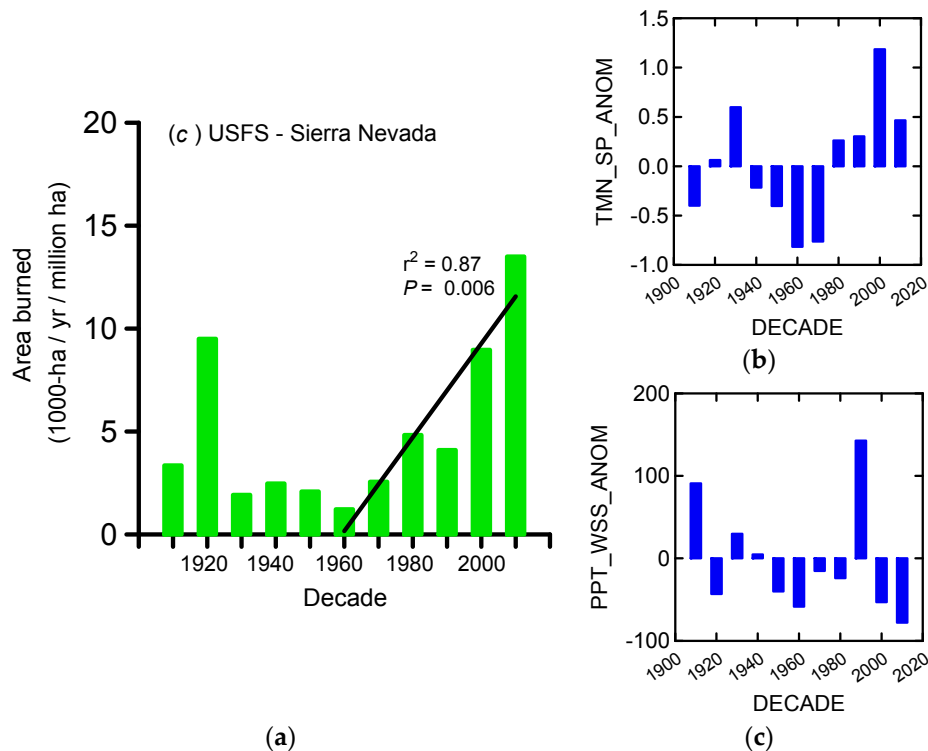 (c) USFS - Sierra Nevada
20
15
10
5
0
Area burned
(1000-ha / yr / million ha)
r² = 0.87
P = 0.006
1920 1940 1960 1980 2000
Decade
(a)
1.5
1.0
0.5
0.0
-0.5
-1.0
TMN_SP_ANOM
1900 1920 1940 1960 1980 2000 2020
DECADE
(b)
200
100
0
-100
PPT_WSS_ANOM
1900 1920 1940 1960 1980 2000 2020
DECADE
(c)